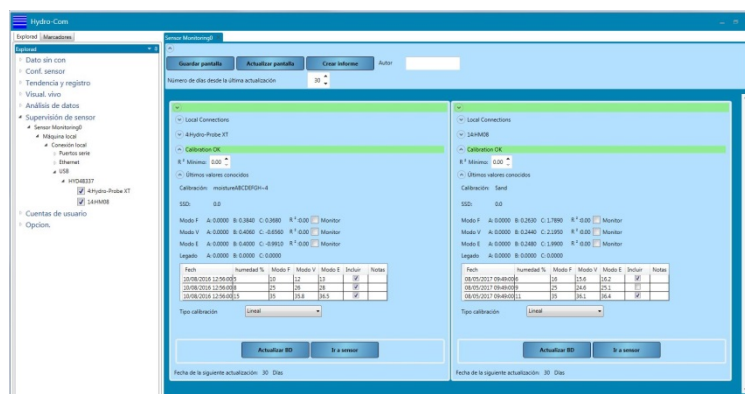 Hydro-Com
Explorad Marcadores
Explorad
Dato sin con
Conf. sensor
Tendencia y registro
Visual. vivo
Análisis de datos
Supervisión de sensor
Sensor Monitoring0
Máquina local
Conexión local
Puertos serie
Ethernet
USB
HYD48337
4:Hydro-Probe XT
14:HM08
Cuentas de usuario
Opcion.
Sensor Monitoring0
Guardar pantalla Actualizar pantalla Crear informe Autor
Número de días desde la última actualización 30
Local Connections
4:Hydro-Probe XT
Calibration OK
R² Mínimo: 0.00
Últimos valores conocidos
Calibración: moistureABCDEFGH~4
SSD: 0.0
Modo F A: 0.0000 B: 0.3840 C: 0.3660 R²: 0.00 Monitor
Modo V A: 0.0000 B: 0.4060 C: -0.6560 R²: 0.00 Monitor
Modo E A: 0.0000 B: 0.4000 C: -0.9910 R²: 0.00 Monitor
Legado A: 0.0000 B: 0.0000 C: 0.0000
Fech humedad % Modo F Modo V Modo E Incluir Notas
10/08/2016 12:56:00 5 10 12 13
10/08/2016 12:56:00 8 25 26 28
10/08/2016 12:56:00 15 35 35.8 36.5
Tipo calibración Lineal
Actualizar BD Ir a sensor
Fecha de la siguiente actualización: 30 Días
Local Connections
14:HM08
Calibration OK
R² Mínimo: 0.00
Últimos valores conocidos
Calibración: Sand
SSD: 0.0
Modo F A: 0.0000 B: 0.2630 C: 1.7890 R²: 0.00 Monitor
Modo V A: 0.0000 B: 0.2440 C: 2.1950 R²: 0.00 Monitor
Modo E A: 0.0000 B: 0.2480 C: 1.9900 R²: 0.00 Monitor
Legado A: 0.0000 B: 0.0000 C: 0.0000
Fech humedad % Modo F Modo V Modo E Incluir Notas
08/05/2017 09:49:00 6 16 15.6 16.2
08/05/2017 09:49:00 9 25 24.6 25.1
08/05/2017 09:49:00 11 35 36.1 36.4
Tipo calibración Lineal
Actualizar BD Ir a sensor
Fecha de la siguiente actualización: 30 Días